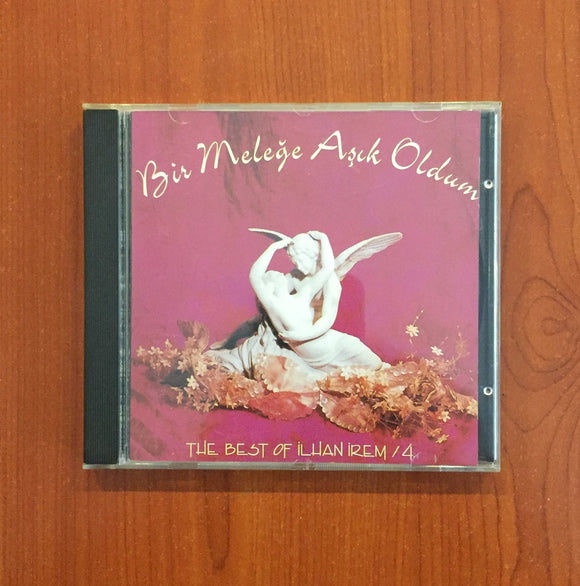 Bir Meleğe Aşık Oldum
THE BEST OF İLHAN İREM / 4